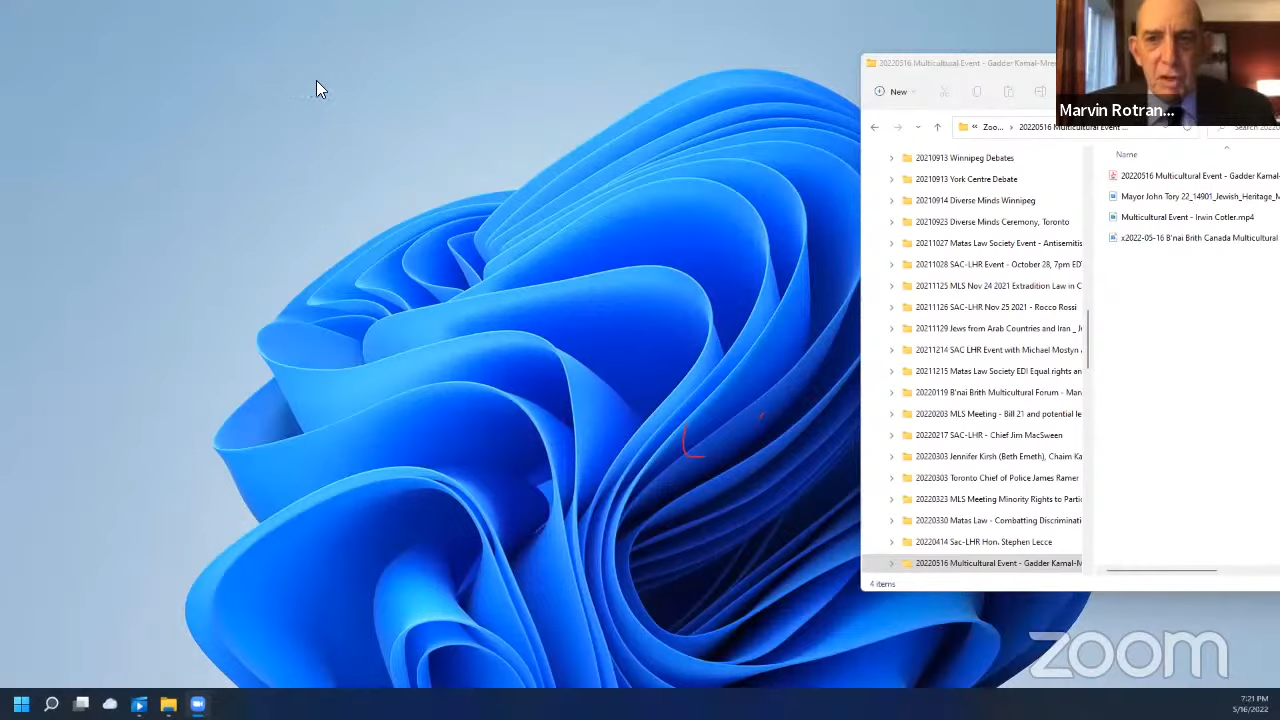 20220516 Multicultural Event - Gadder Kamal-Mre
New
Marvin Rotran...
« Zoo... > 20220516 Multicultural Event ...
Search 2022
Name
20210913 Winnipeg Debates
20210913 York Centre Debate
20210914 Diverse Minds Winnipeg
20210923 Diverse Minds Ceremony, Toronto
20211027 Matas Law Society Event - Antisemitis
20211028 SAC-LHR Event - October 28, 7pm EDT
20211125 MLS Nov 24 2021 Extradition Law in C
20211126 SAC-LHR Nov 25 2021 - Rocco Rossi
20211129 Jews from Arab Countries and Iran _ J
20211214 SAC LHR Event with Michael Mostyn
20211215 Matas Law Society EDI Equal rights an
20220119 B'nai Brith Multicultural Forum - Mar
20220203 MLS Meeting - Bill 21 and potential le
20220217 SAC-LHR - Chief Jim MacSween
20220303 Jennifer Kirsh (Beth Emeth), Chaim Ka
20220303 Toronto Chief of Police James Ramer
20220323 MLS Meeting Minority Rights to Partic
20220330 Matas Law - Combatting Discriminati
20220414 Sac-LHR Hon. Stephen Lecce
20220516 Multicultural Event - Gadder Kamal-M
20220516 Multicultural Event - Gadder Kamal-
Mayor John Tory 22_14901_Jewish_Heritage_M
Multicultural Event - Irwin Cotler.mp4
x2022-05-16 B'nai Brith Canada Multicultural
4 items
zoom
7:21 PM
5/16/2022